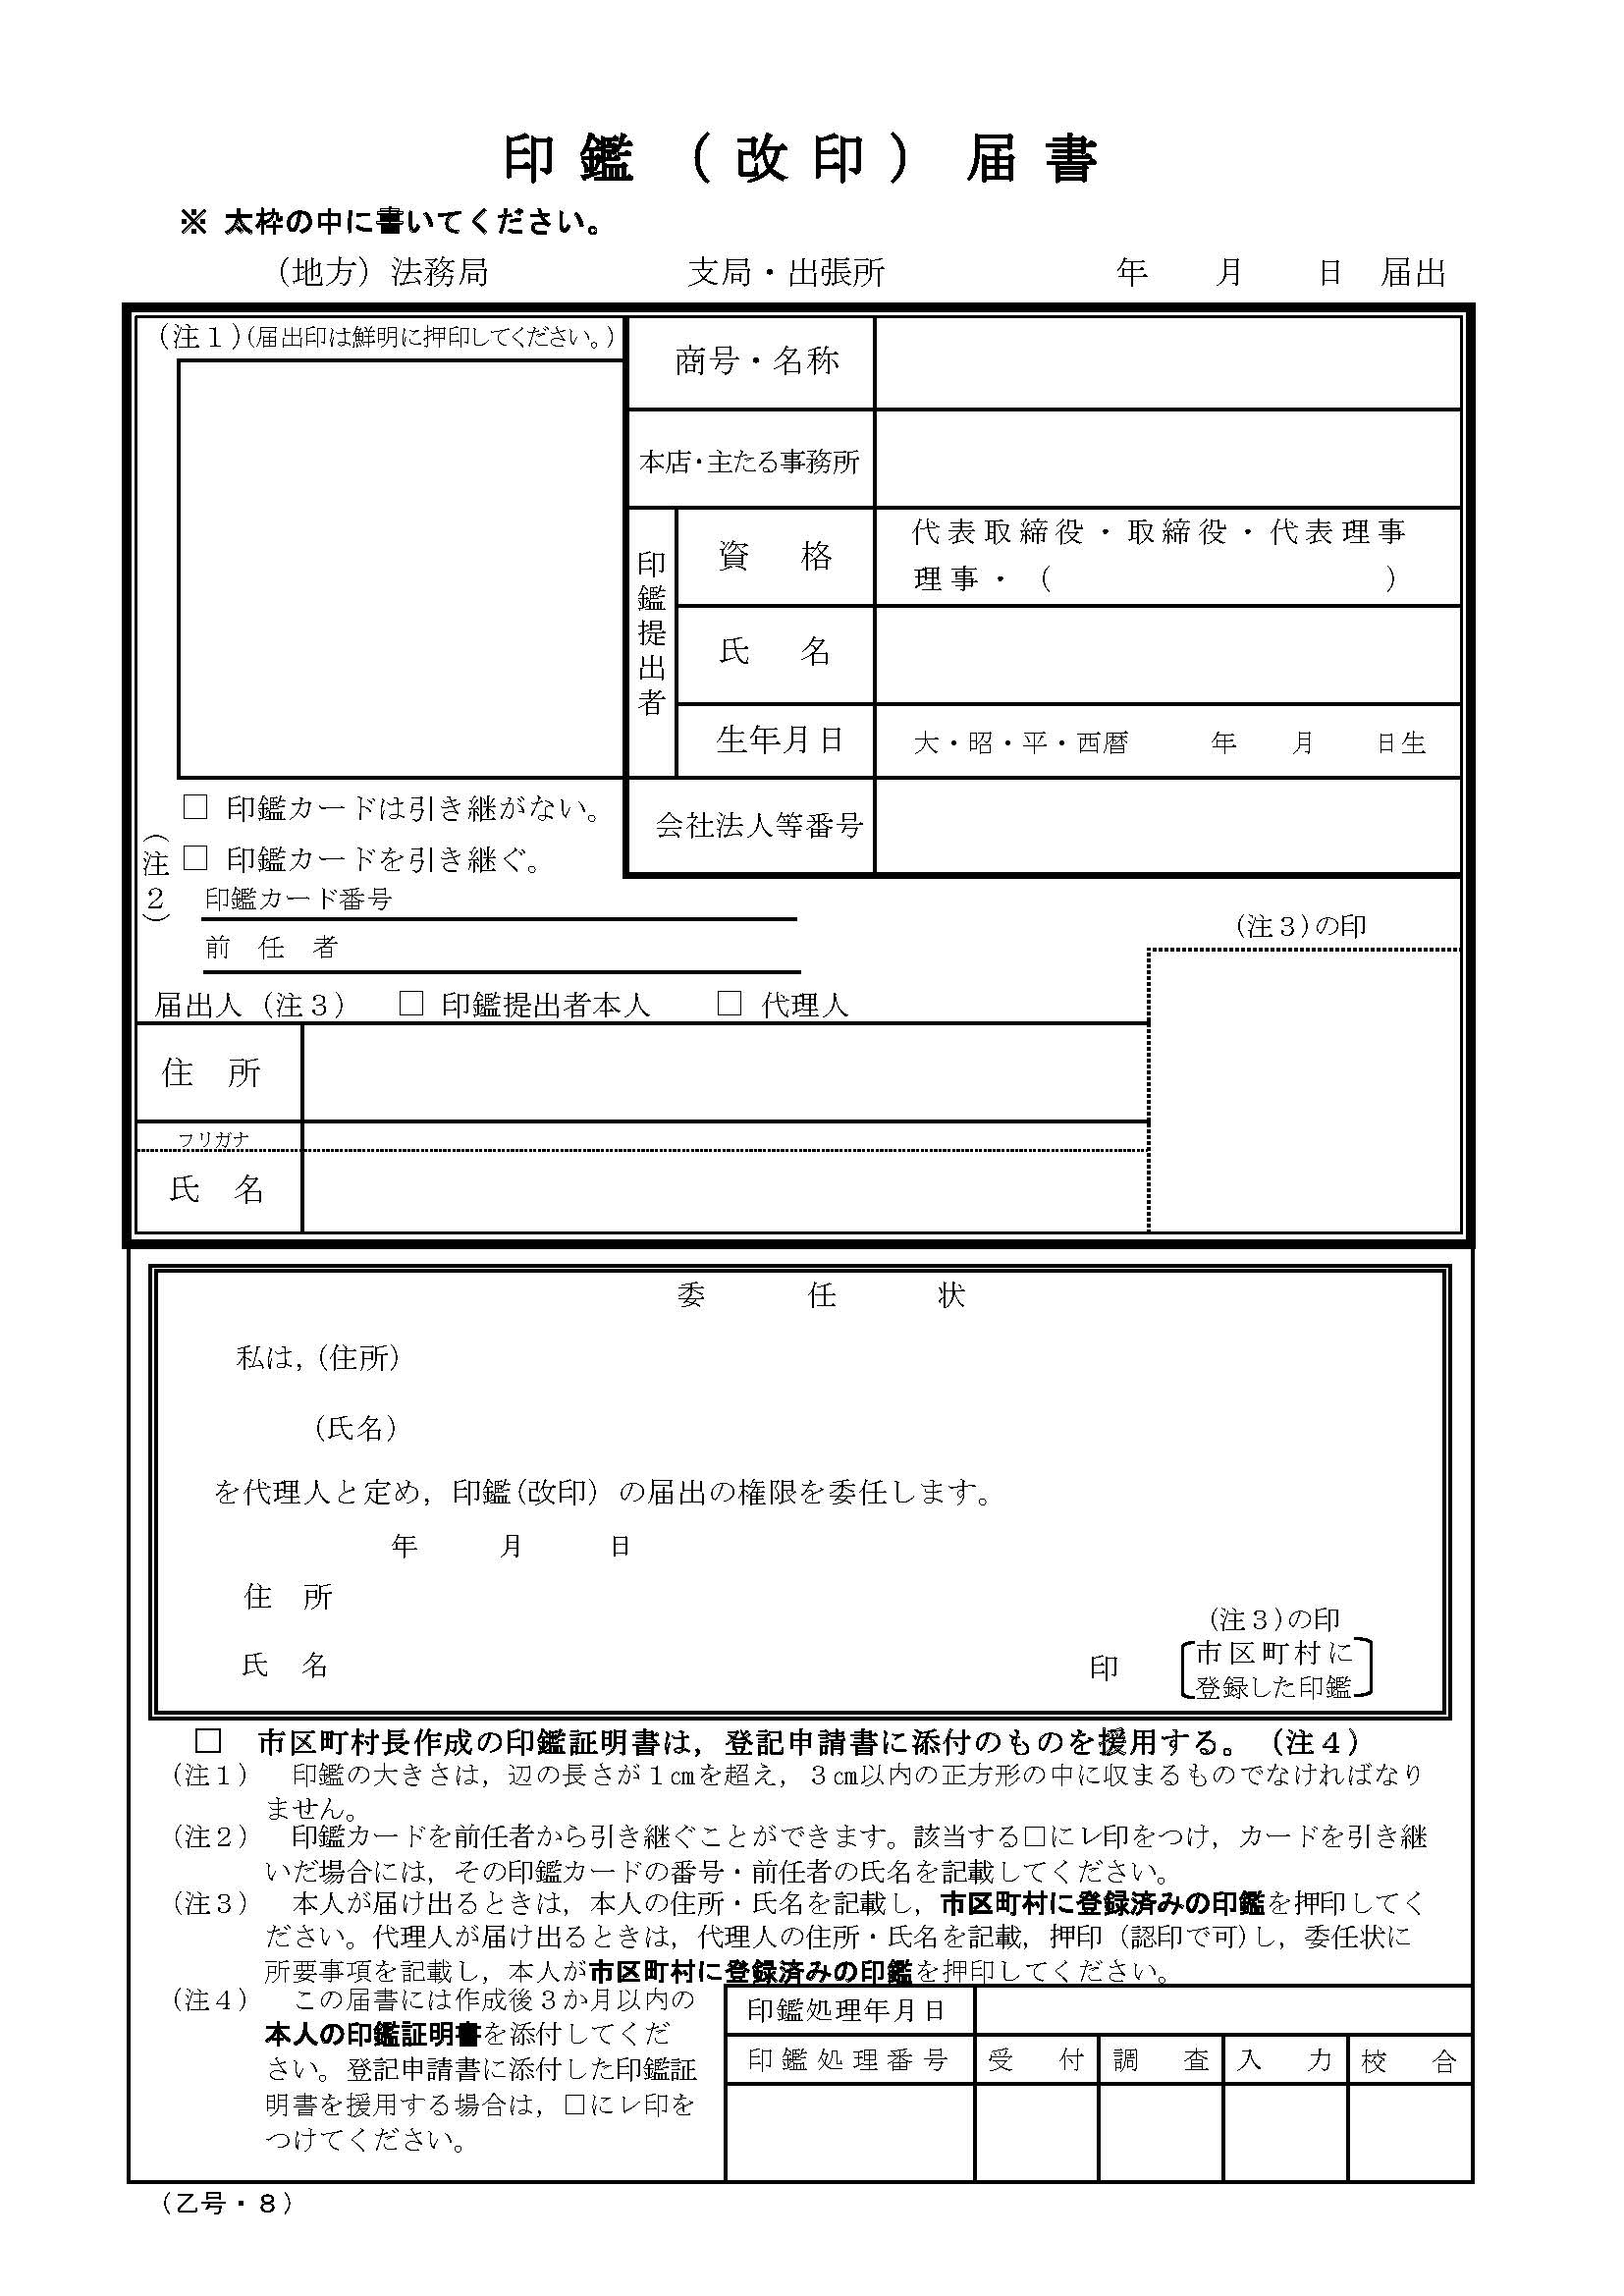 印鑑（改印）届書
※ 太枠の中に書いてください。
（地方）法務局　支局・出張所　年　月　日　届出
（注１）（届出印は鮮明に押印してください。）
商号・名称
本店・主たる事務所
印鑑提出者
資　格
代表取締役・取締役・代表理事
理事・（　　　　）
氏　名
生年月日
大・昭・平・西暦　年　月　日生
会社法人等番号
（注２）
□ 印鑑カードは引き継がない。
□ 印鑑カードを引き継ぐ。
印鑑カード番号
前　任　者
（注３）の印
届出人（注３）　□ 印鑑提出者本人　□ 代理人
住　所
フリガナ
氏　名
委　任　状
私は，（住所）
（氏名）
を代理人と定め，印鑑（改印）の届出の権限を委任します。
年　月　日
住　所
氏　名　印
（注３）の印
市区町村に
登録した印鑑
□　市区町村長作成の印鑑証明書は，登記申請書に添付のものを援用する。（注４）
（注１）　印鑑の大きさは，辺の長さが１㎝を超え，３㎝以内の正方形の中に収まるものでなければなり
ません。
（注２）　印鑑カードを前任者から引き継ぐことができます。該当する□にレ印をつけ，カードを引き継
いだ場合には，その印鑑カードの番号・前任者の氏名を記載してください。
（注３）　本人が届け出るときは，本人の住所・氏名を記載し，市区町村に登録済みの印鑑を押印してく
ださい。代理人が届け出るときは，代理人の住所・氏名を記載，押印（認印で可）し，委任状に
所要事項を記載し，本人が市区町村に登録済みの印鑑を押印してください。
（注４）　この届書には作成後３か月以内の
本人の印鑑証明書を添付してくだ
さい。登記申請書に添付した印鑑証
明書を援用する場合は，□にレ印を
つけてください。
印鑑処理年月日
印鑑処理番号　受　付　調　査　入　力　校　合
（乙号・８）